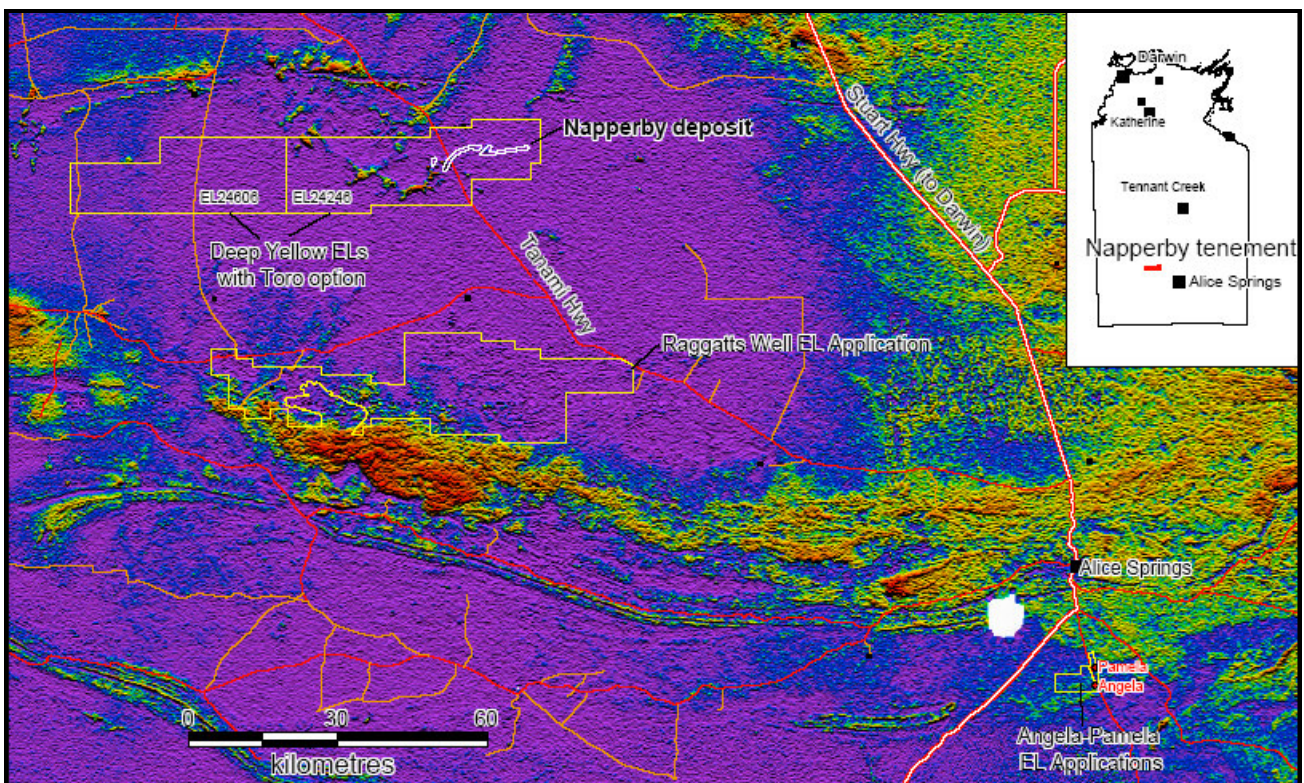 Darwin
Katherine
Tennant Creek
Napperby tenement
Alice Springs
Stuart Hwy (to Darwin)
Napperby deposit
EL24606
EL24246
Deep Yellow ELs
with Toro option
Tanami Hwy
Raggatts Well EL Application
Alice Springs
Pamela
Angela
Angela-Pamela
EL Applications
0 30 60
kilometres